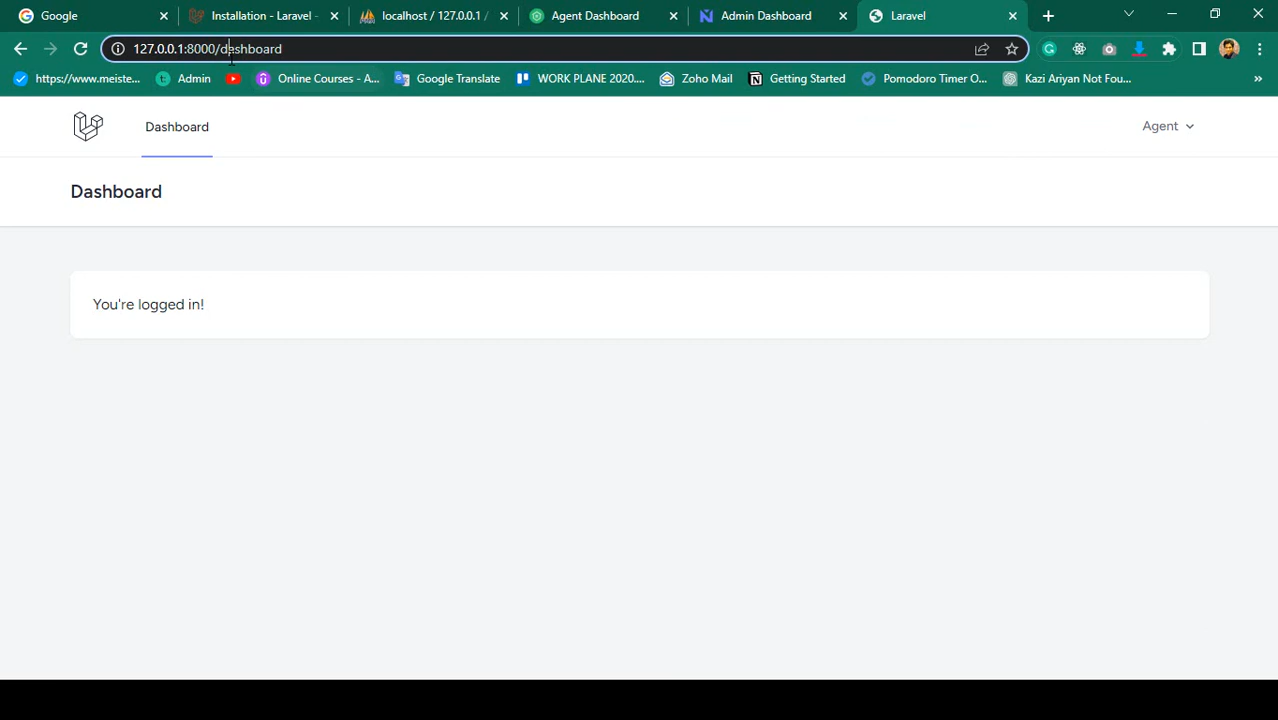 Google
Installation - Laravel -
localhost / 127.0.0.1 /
Agent Dashboard
Admin Dashboard
Laravel
127.0.0.1:8000/dashboard
https://www.meiste...
Admin
Online Courses - A...
Google Translate
WORK PLANE 2020....
Zoho Mail
Getting Started
Pomodoro Timer O...
Kazi Ariyan Not Fou...
»
Dashboard
Agent
Dashboard
You're logged in!